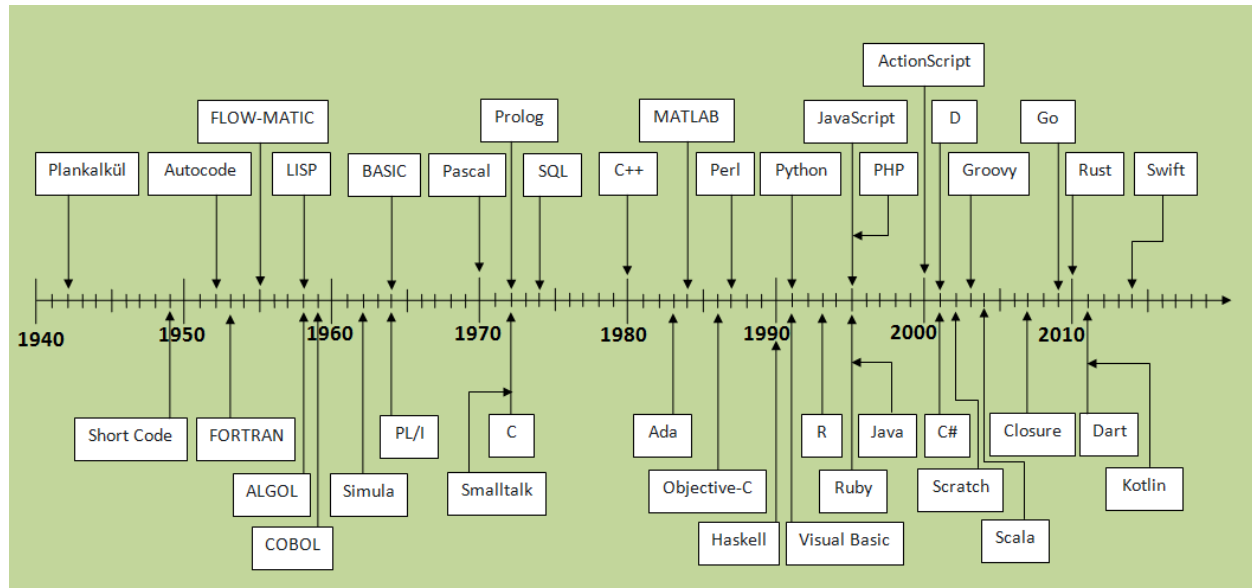 ActionScript
FLOW-MATIC
Prolog
MATLAB
JavaScript
D
Go
Plankalkül
Autocode
LISP
BASIC
Pascal
SQL
C++
Perl
Python
PHP
Groovy
Rust
Swift
1940
1950
1960
1970
1980
1990
2000
2010
Short Code
FORTRAN
PL/I
C
Ada
R
Java
C#
Closure
Dart
ALGOL
Simula
Smalltalk
Objective-C
Ruby
Scratch
Kotlin
COBOL
Haskell
Visual Basic
Scala